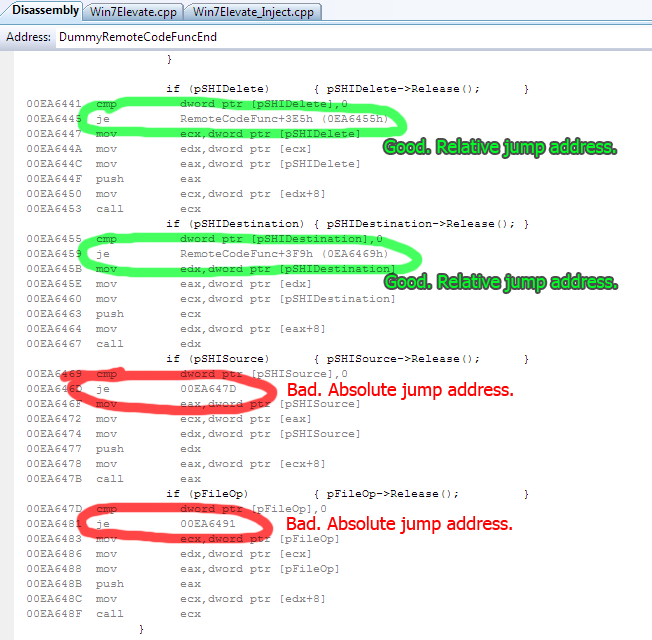 Disassembly Win7Elevate.cpp Win7Elevate_Inject.cpp
Address: DummyRemoteCodeFuncEnd
}
if (pSHIDelete) { pSHIDelete->Release(); }
00EA6441 cmp dword ptr [pSHIDelete],0
00EA6445 je RemoteCodeFunc+3E5h (0EA6455h)
00EA6447 mov ecx,dword ptr [pSHIDelete]
Good. Relative jump address.
00EA644A mov edx,dword ptr [ecx]
00EA644C mov eax,dword ptr [pSHIDelete]
00EA644F push eax
00EA6450 mov ecx,dword ptr [edx+8]
00EA6453 call ecx
if (pSHIDestination) { pSHIDestination->Release(); }
00EA6455 cmp dword ptr [pSHIDestination],0
00EA6459 je RemoteCodeFunc+3F9h (0EA6469h)
00EA645B mov edx,dword ptr [pSHIDestination]
Good. Relative jump address.
00EA645E mov eax,dword ptr [edx]
00EA6460 mov ecx,dword ptr [pSHIDestination]
00EA6463 push ecx
00EA6464 mov edx,dword ptr [eax+8]
00EA6467 call edx
if (pSHISource) { pSHISource->Release(); }
00EA6469 cmp dword ptr [pSHISource],0
00EA646D je 00EA647D Bad. Absolute jump address.
00EA646F mov eax,dword ptr [pSHISource]
00EA6472 mov ecx,dword ptr [eax]
00EA6474 mov edx,dword ptr [pSHISource]
00EA6477 push edx
00EA6478 mov eax,dword ptr [ecx+8]
00EA647B call eax
if (pFileOp) { pFileOp->Release(); }
00EA647D cmp dword ptr [pFileOp],0
00EA6481 je 00EA6491 Bad. Absolute jump address.
00EA6483 mov ecx,dword ptr [pFileOp]
00EA6486 mov edx,dword ptr [ecx]
00EA6488 mov eax,dword ptr [pFileOp]
00EA648B push eax
00EA648C mov ecx,dword ptr [edx+8]
00EA648F call ecx
}